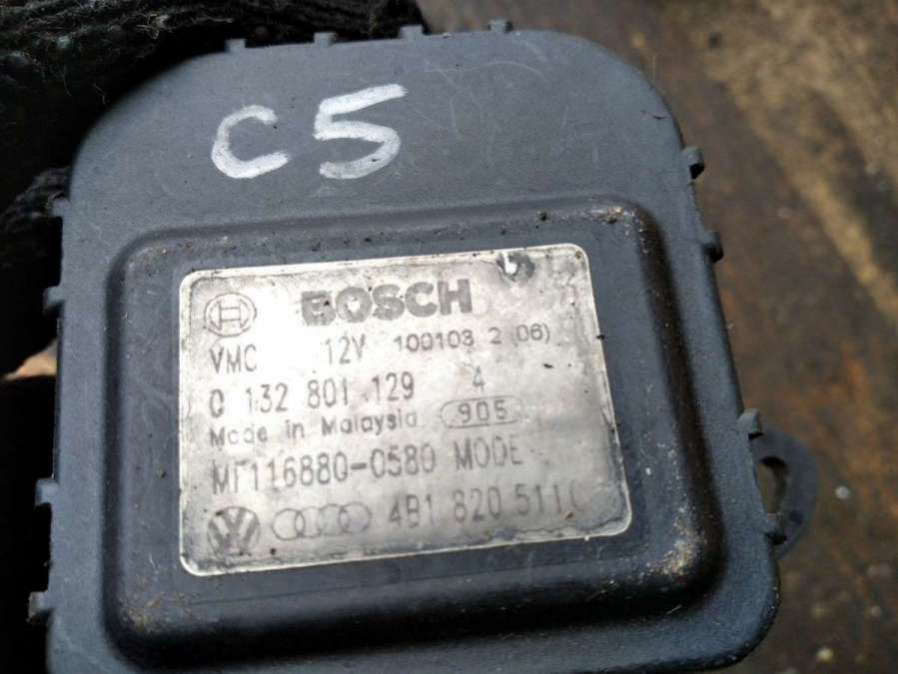 C5
BOSCH
VMC 12V 100103 2 06)
0 132 801 129 4
Made in Malaysia 905
MF116880-0580 MODE
4B1 820 511